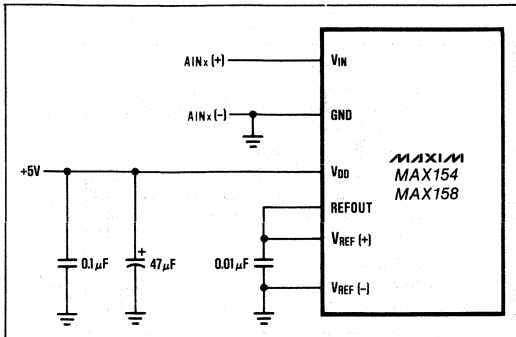 AINx (+)
VIN
AINx (−)
GND
MAXIM
MAX154
MAX158
+5V
VDD
REFOUT
VREF (+)
+
0.1µF
47µF
0.01µF
VREF (−)